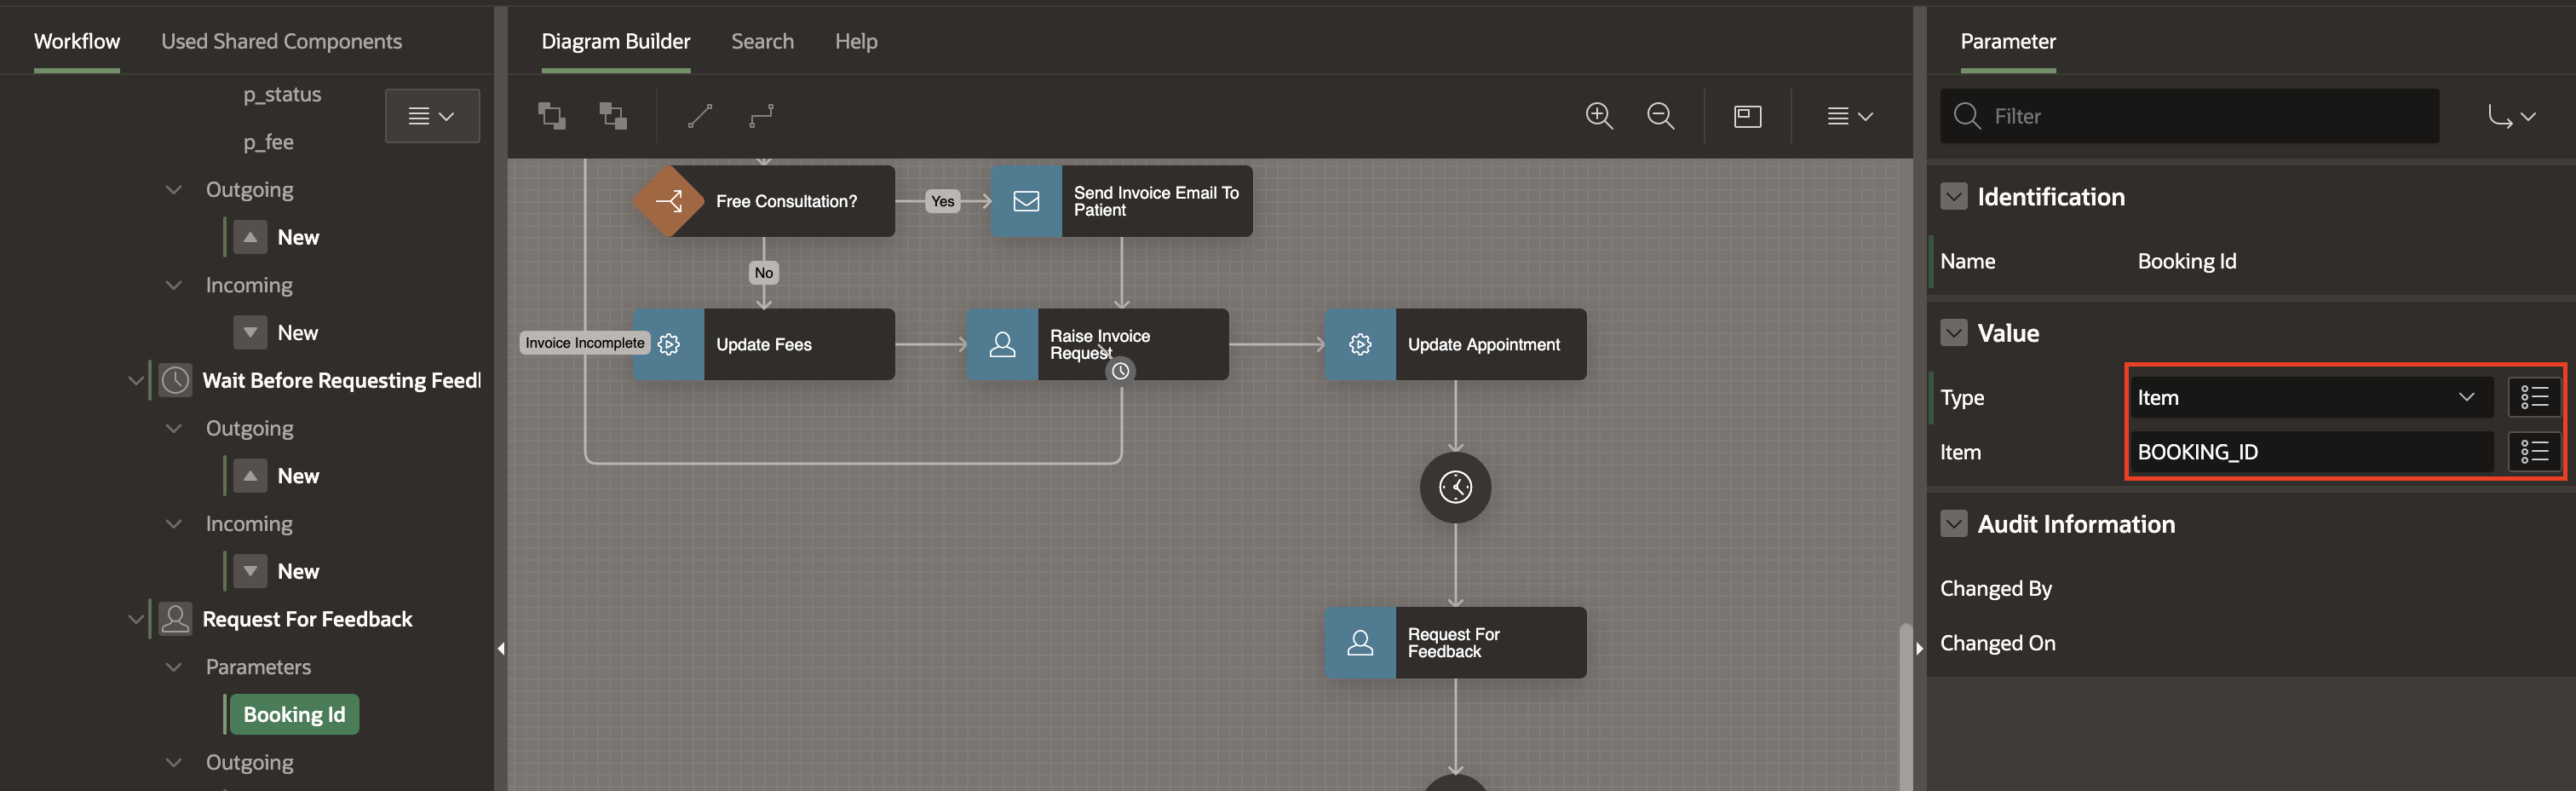 Workflow
Used Shared Components
p_status
p_fee
Outgoing
New
Incoming
New
Wait Before Requesting Feed
Outgoing
New
Incoming
New
Request For Feedback
Parameters
Booking Id
Outgoing
Diagram Builder
Search
Help
Free Consultation?
Yes
Send Invoice Email To
Patient
No
Invoice Incomplete
Update Fees
Raise Invoice
Request
Update Appointment
Request For
Feedback
Parameter
Filter
Identification
Name
Booking Id
Value
Type
Item
Item
BOOKING_ID
Audit Information
Changed By
Changed On